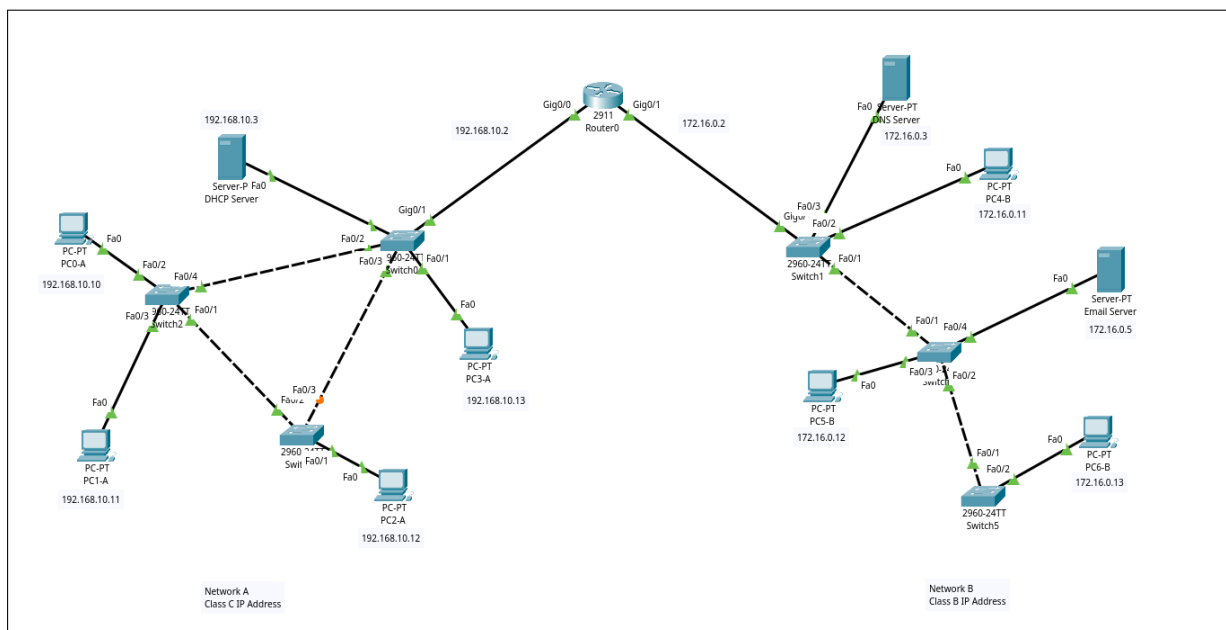 Gig0/0
Gig0/1
2911
Router0
192.168.10.2
172.16.0.2
192.168.10.3
Fa0
Server-P
DHCP Server
Fa0
Server-PT
DNS Server
172.16.0.3
Fa0
PC-PT
PC4-B
172.16.0.11
Gig0/1
Fa0/2
Fa0/3
Fa0/1
Switch0
Fa0
PC-PT
PC0-A
192.168.10.10
Fa0/2
Fa0/4
Fa0/3
Fa0/1
960-24TT
Fa0
PC-PT
PC3-A
192.168.10.13
Fa0/3
Fa0/2
2960-24TT
Switch1
Fa0/1
Fa0
Server-PT
Email Server
172.16.0.5
Fa0/1
Fa0/4
Fa0/3
Fa0/2
Fa0
PC-PT
PC5-B
172.16.0.12
Fa0
PC-PT
PC1-A
192.168.10.11
Fa0/3
Fa0/2
2960
Fa0/1
Fa0
PC-PT
PC2-A
192.168.10.12
Fa0/1
Fa0/2
2960-24TT
Switch5
Fa0
PC-PT
PC6-B
172.16.0.13
Network A
Class C IP Address
Network B
Class B IP Address